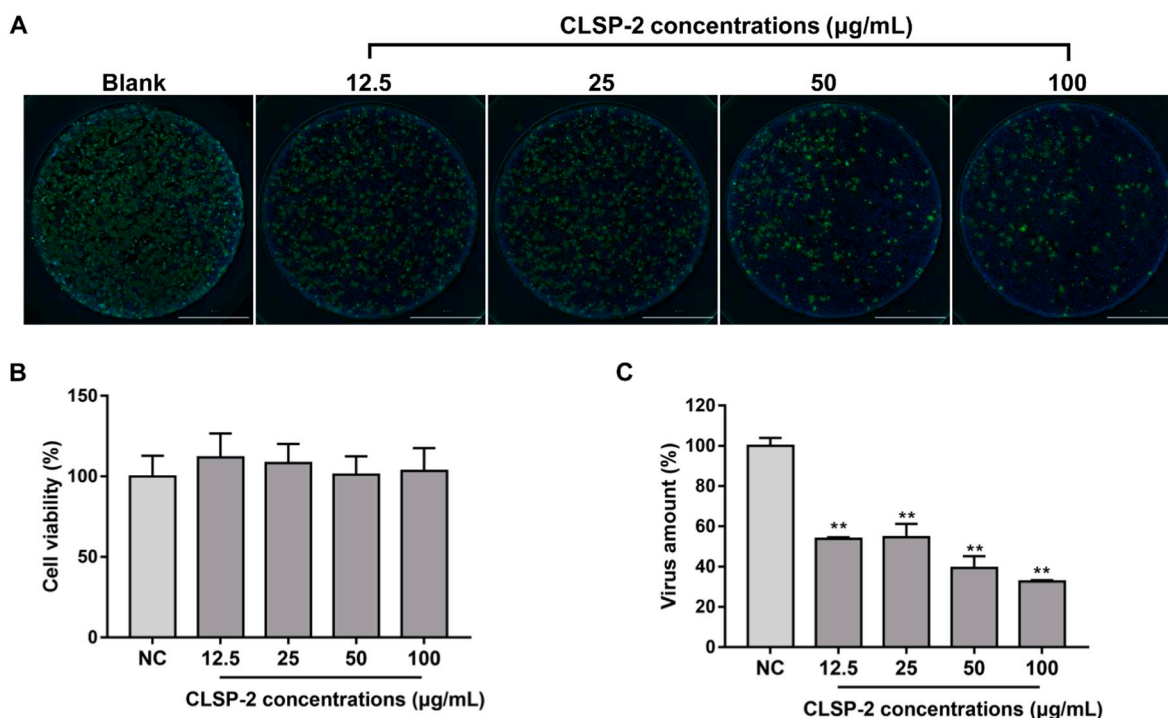 A
CLSP-2 concentrations (µg/mL)
Blank 12.5 25 50 100
B
Cell viability (%)
150
100
50
0
NC 12.5 25 50 100
CLSP-2 concentrations (µg/mL)
C
Virus amount (%)
120
100
80
60
40
20
0
** ** ** **
NC 12.5 25 50 100
CLSP-2 concentrations (µg/mL)